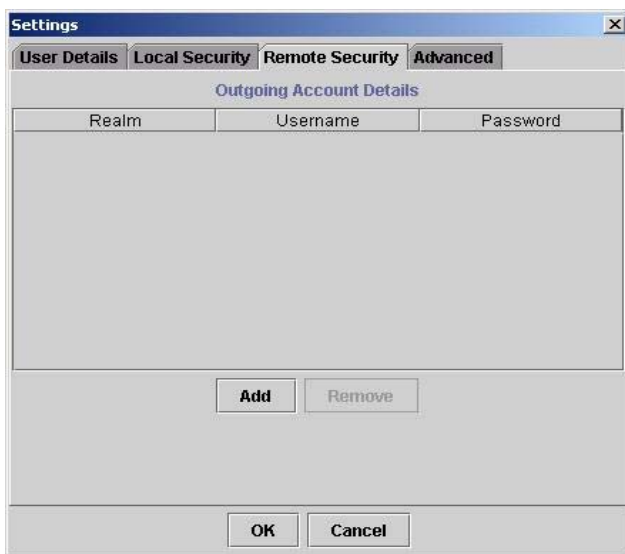 Settings
User Details Local Security Remote Security Advanced
Outgoing Account Details
Realm Username Password
Add Remove
OK Cancel